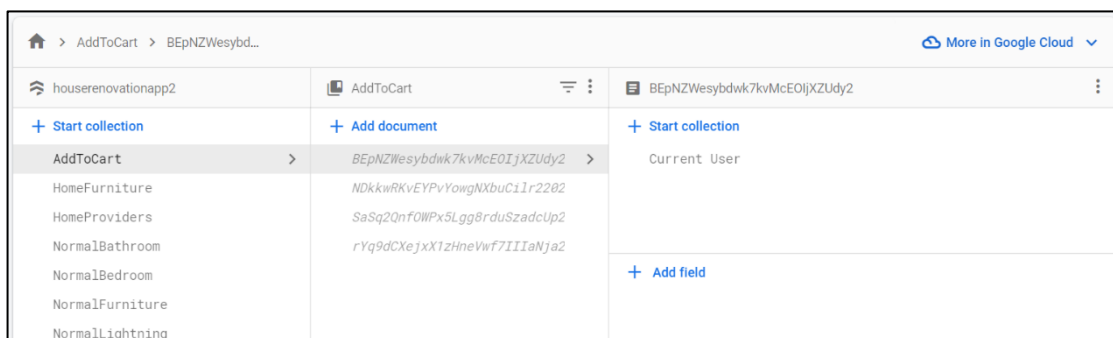 AddToCart > BEpNZWesybd...
More in Google Cloud
houserenovationapp2
AddToCart
BEpNZWesybdwk7kvMcEOIjXZUdy2
+ Start collection
+ Add document
+ Start collection
AddToCart
BEpNZWesybdwk7kvMcEOIjXZUdy2
Current User
HomeFurniture
NDkkwRKvEYPvYowgNXbuCilr2202
HomeProviders
SaSq2QnfOWPx5Lgg8rduSzadcUp2
NormalBathroom
rYq9dCXejxX1zHneVwf7IIIaNja2
NormalBedroom
+ Add field
NormalFurniture
NormalLightning